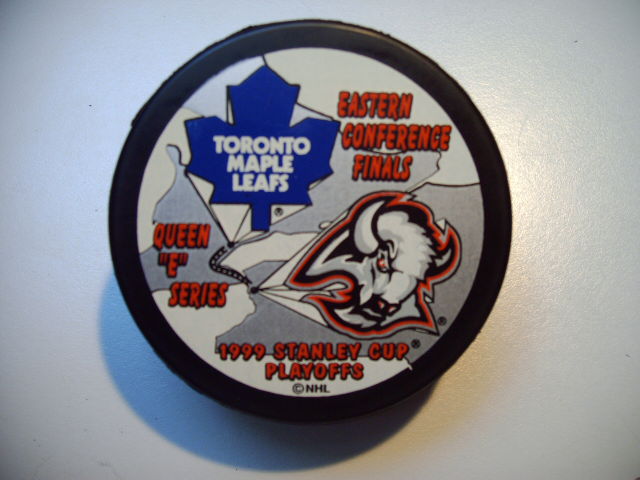 TORONTO
MAPLE
LEAFS
®
EASTERN
CONFERENCE
FINALS
QUEEN
"E"
SERIES
®
1999 STANLEY CUP®
PLAYOFFS
©NHL